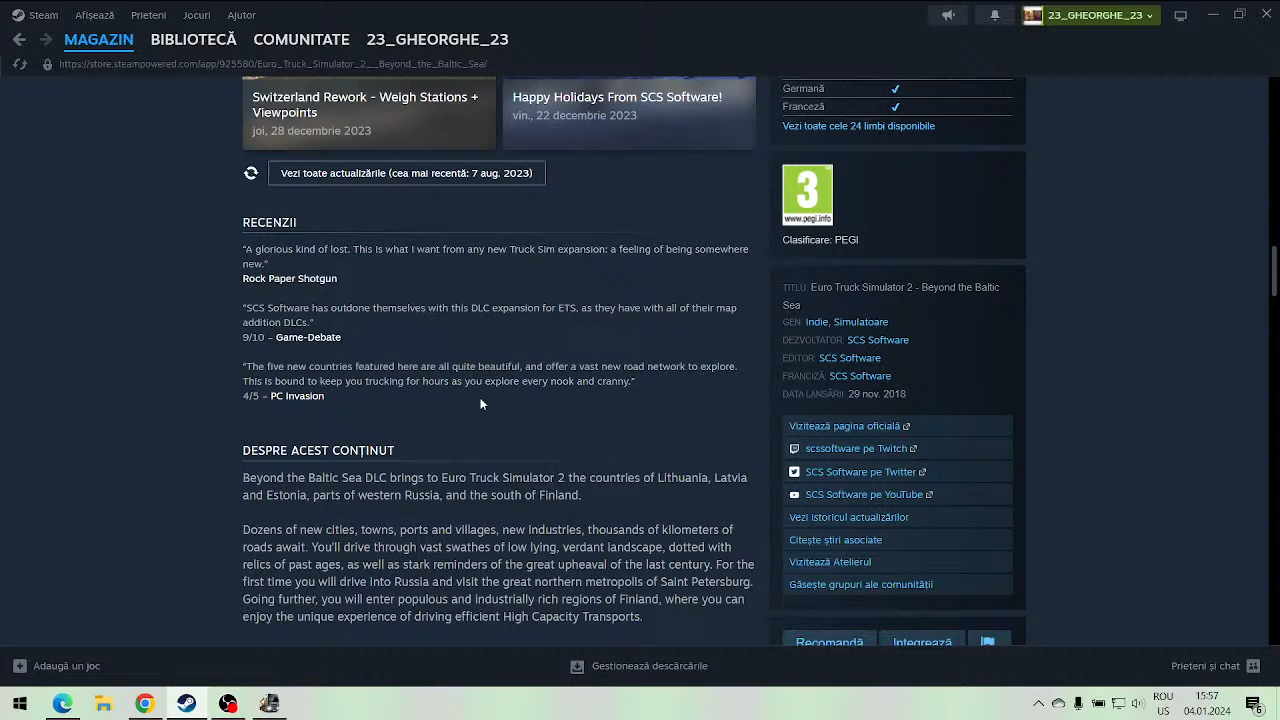 Steam Afișează Prieteni Jocuri Ajutor
23_GHEORGHE_23
MAGAZIN BIBLIOTECĂ COMUNITATE 23_GHEORGHE_23
https://store.steampowered.com/app/925580/Euro_Truck_Simulator_2__Beyond_the_Baltic_Sea/
Switzerland Rework - Weigh Stations +
Viewpoints
joi, 28 decembrie 2023
Happy Holidays From SCS Software!
vin., 22 decembrie 2023
Vezi toate actualizările (cea mai recentă: 7 aug. 2023)
RECENZII
“A glorious kind of lost. This is what I want from any new Truck Sim expansion: a feeling of being somewhere
new.”
Rock Paper Shotgun
“SCS Software has outdone themselves with this DLC expansion for ETS, as they have with all of their map
addition DLCs.”
9/10 – Game-Debate
“The five new countries featured here are all quite beautiful, and offer a vast new road network to explore.
This is bound to keep you trucking for hours as you explore every nook and cranny.”
4/5 – PC Invasion
DESPRE ACEST CONȚINUT
Beyond the Baltic Sea DLC brings to Euro Truck Simulator 2 the countries of Lithuania, Latvia
and Estonia, parts of western Russia, and the south of Finland.
Dozens of new cities, towns, ports and villages, new industries, thousands of kilometers of
roads await. You'll drive through vast swathes of low lying, verdant landscape, dotted with
relics of past ages, as well as stark reminders of the great upheaval of the last century. For the
first time you will drive into Russia and visit the great northern metropolis of Saint Petersburg.
Going further, you will enter populous and industrially rich regions of Finland, where you can
enjoy the unique experience of driving efficient High Capacity Transports.
Germană
Franceză
Vezi toate cele 24 limbi disponibile
3
www.pegi.info
Clasificare: PEGI
TITLU: Euro Truck Simulator 2 - Beyond the Baltic
Sea
GEN: Indie, Simulatoare
DEZVOLTATOR: SCS Software
EDITOR: SCS Software
FRANCIZĂ: SCS Software
DATA LANSĂRII: 29 nov. 2018
Vizitează pagina oficială
scssoftware pe Twitch
SCS Software pe Twitter
SCS Software pe YouTube
Vezi istoricul actualizărilor
Citește știri asociate
Vizitează Atelierul
Găsește grupuri ale comunității
Recomandă Integrează
Adaugă un joc Gestionează descărcările Prieteni și chat
ROU
US
15:57
04.01.2024
6